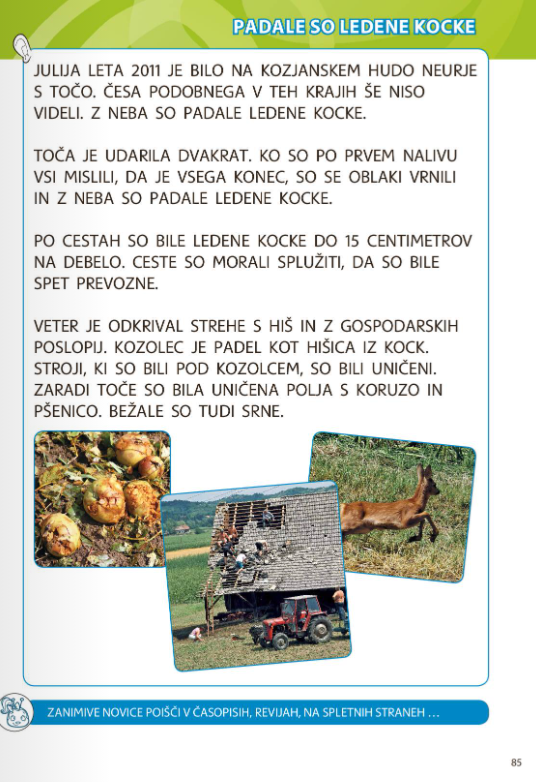 PADALE SO LEDENE KOCKE
JULIJA LETA 2011 JE BILO NA KOZJANSKEM HUDO NEURJE
S TOČO. ČESA PODOBNEGA V TEH KRAJIH ŠE NISO
VIDELI. Z NEBA SO PADALE LEDENE KOCKE.
TOČA JE UDARILA DVAKRAT. KO SO PO PRVEM NALIVU
VSI MISLILI, DA JE VSEGA KONEC, SO SE OBLAKI VRNILI
IN Z NEBA SO PADALE LEDENE KOCKE.
PO CESTAH SO BILE LEDENE KOCKE DO 15 CENTIMETROV
NA DEBELO. CESTE SO MORALI SPLUŽITI, DA SO BILE
SPET PREVOZNE.
VETER JE ODKRIVAL STREHE S HIŠ IN Z GOSPODARSKIH
POSLOPIJ. KOZOLEC JE PADEL KOT HIŠICA IZ KOCK.
STROJI, KI SO BILI POD KOZOLCEM, SO BILI UNIČENI.
ZARADI TOČE SO BILA UNIČENA POLJA S KORUZO IN
PŠENICO. BEŽALE SO TUDI SRNE.
ZANIMIVE NOVICE POIŠČI V ČASOPISIH, REVIJAH, NA SPLETNIH STRANEH ...
85